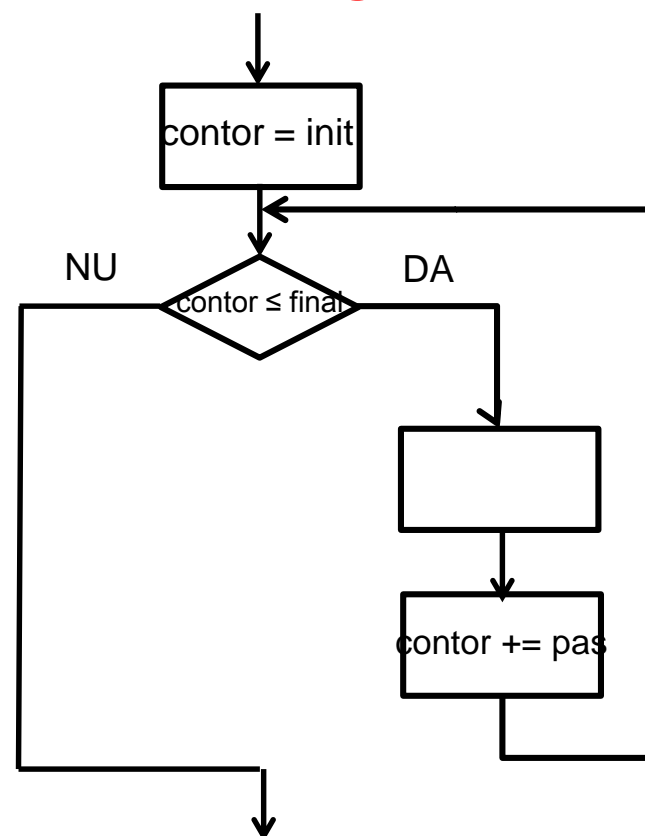 contor = init
NU
DA
contor ≤ final
contor += pas